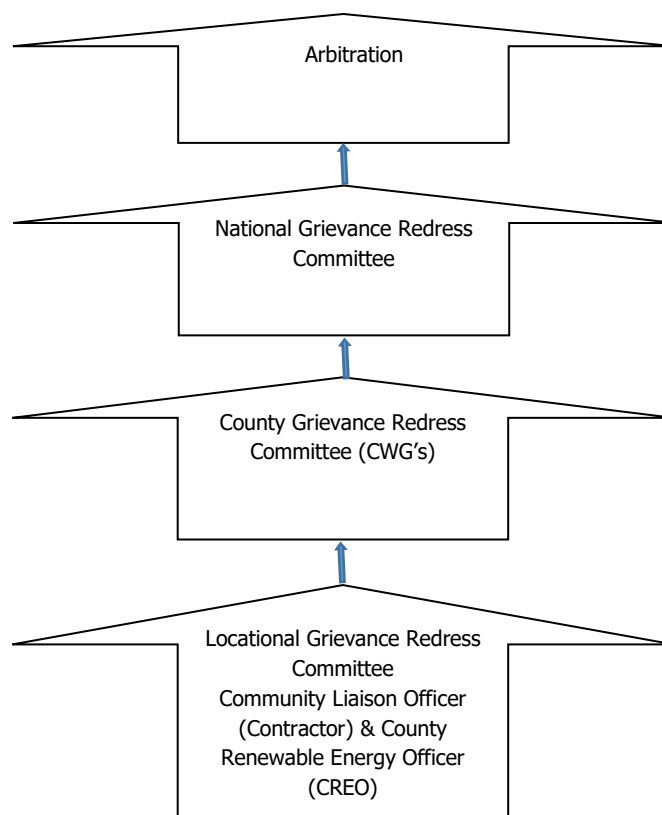 Arbitration
National Grievance Redress
Committee
County Grievance Redress
Committee (CWG’s)
Locational Grievance Redress
Committee
Community Liaison Officer
(Contractor) & County
Renewable Energy Officer
(CREO)